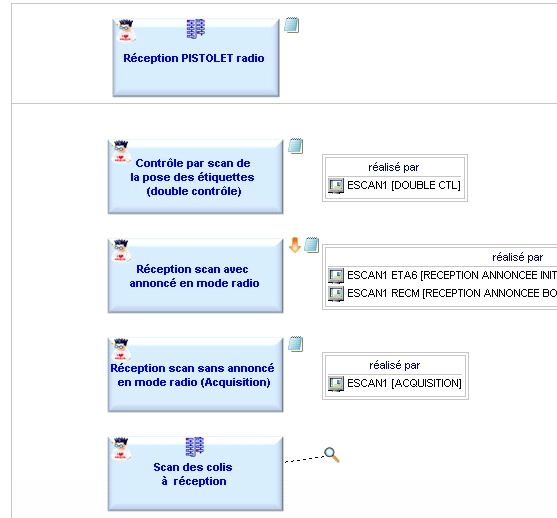 Réception PISTOLET radio
Contrôle par scan de
la pose des étiquettes
(double contrôle)
réalisé par
ESCAN1 [DOUBLE CTL]
Réception scan avec
annoncé en mode radio
réalisé par
ESCAN1 ETA6 [RECEPTION ANNONCEE INIT
ESCAN1 RECM [RECEPTION ANNONCEE BO
Réception scan sans annoncé
en mode radio (Acquisition)
réalisé par
ESCAN1 [ACQUISITION]
Scan des colis
à réception